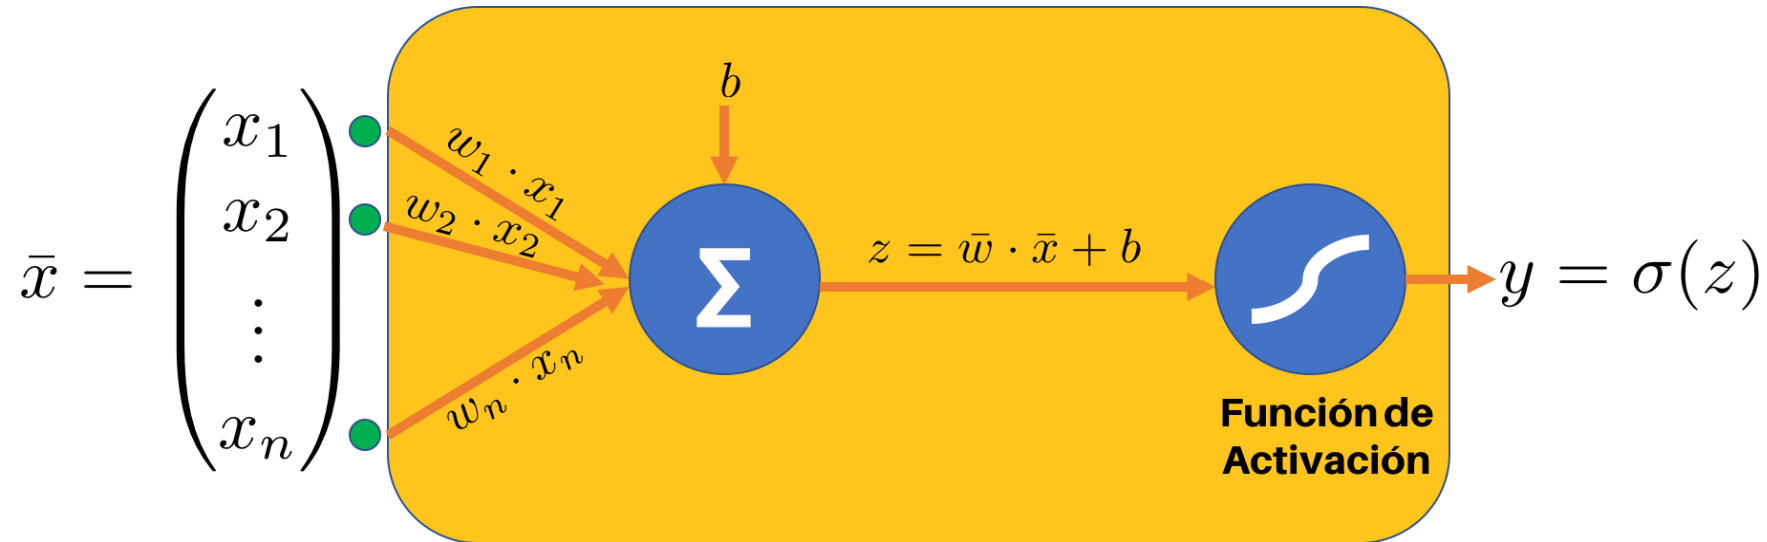 x̄ = (x₁ x₂ ⋮ xₙ)
w₁ · x₁
w₂ · x₂
wₙ · xₙ
b
Σ
z = w̄ · x̄ + b
y = σ(z)
Función de
Activación